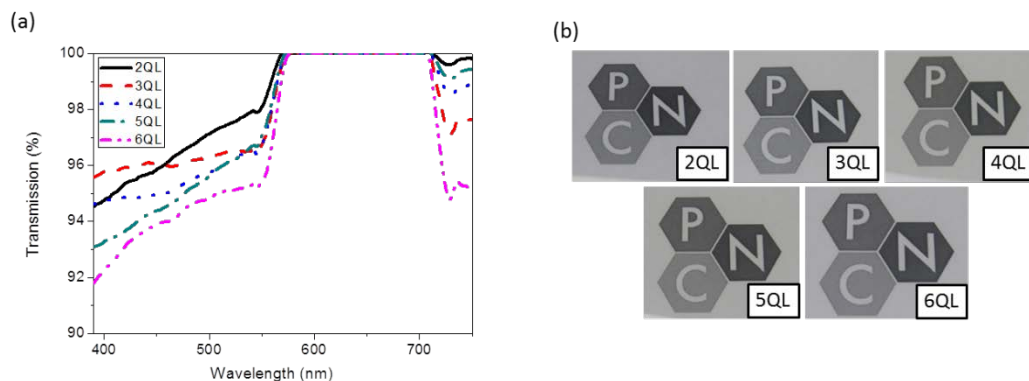 (a)
(b)
Transmission (%)
100
98
96
94
92
90
2QL
3QL
4QL
5QL
6QL
400
500
600
700
Wavelength (nm)
P
N
C
2QL
P
N
C
3QL
P
N
C
4QL
P
N
C
5QL
P
N
C
6QL